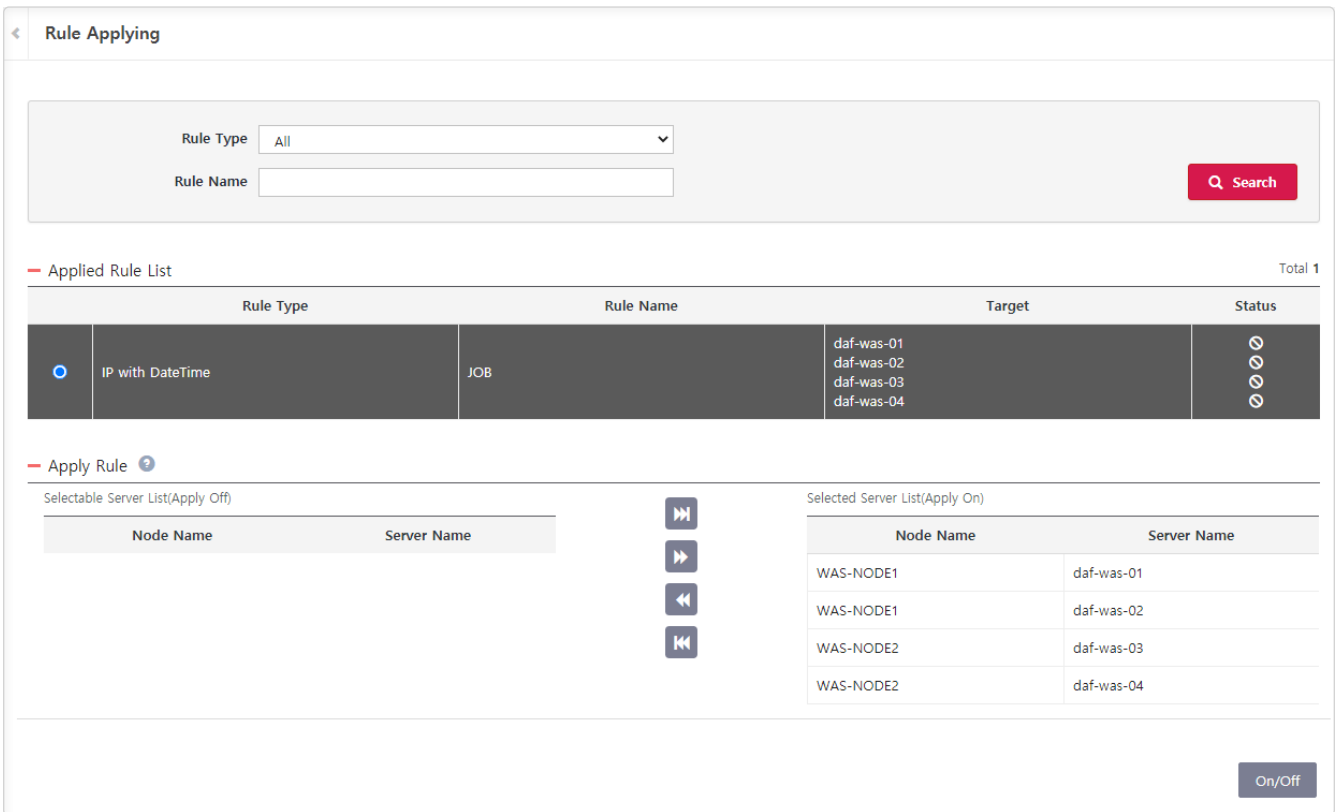 Rule Applying
Rule Type All
Rule Name
Search
Applied Rule List Total 1
Rule Type Rule Name Target Status
IP with DateTime JOB daf-was-01
daf-was-02
daf-was-03
daf-was-04
Apply Rule ?
Selectable Server List(Apply Off)
Node Name Server Name
Selected Server List(Apply On)
Node Name Server Name
WAS-NODE1 daf-was-01
WAS-NODE1 daf-was-02
WAS-NODE2 daf-was-03
WAS-NODE2 daf-was-04
On/Off